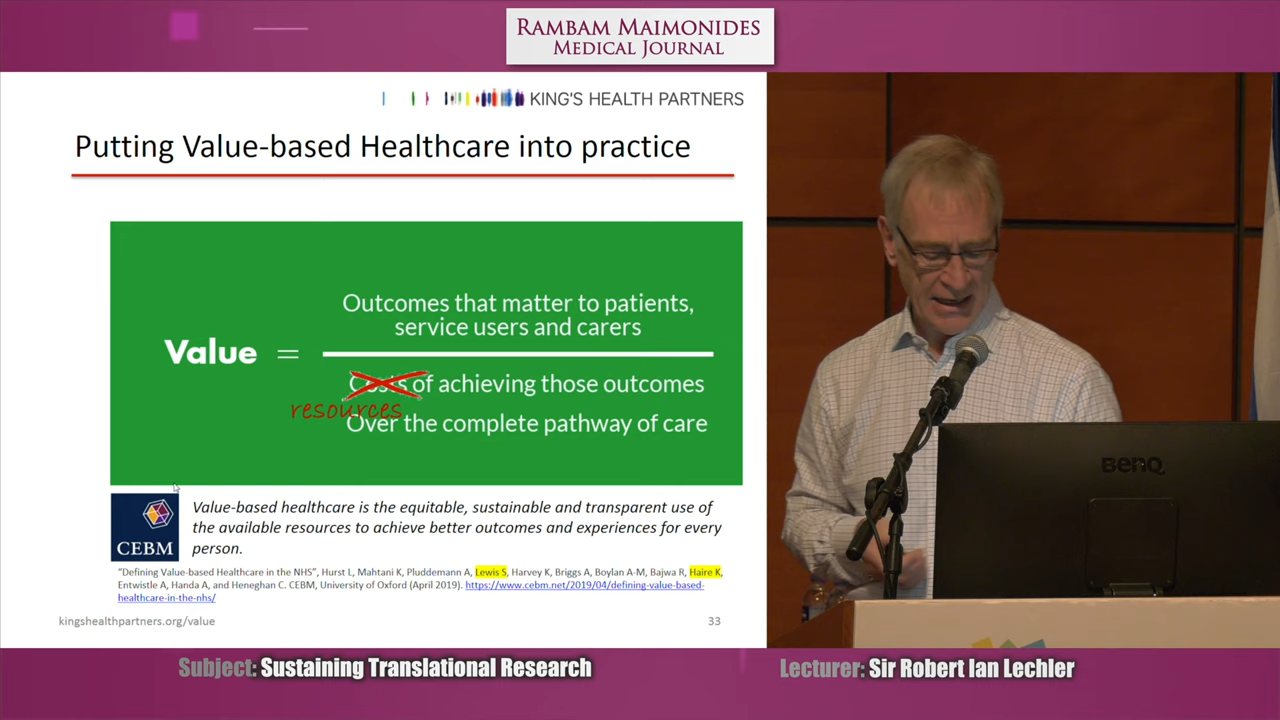 RAMBAM MAIMONIDES
MEDICAL JOURNAL
KING'S HEALTH PARTNERS
Putting Value-based Healthcare into practice
Outcomes that matter to patients,
service users and carers
Value =
Costs of achieving those outcomes
resources
Over the complete pathway of care
CEBM
Value-based healthcare is the equitable, sustainable and transparent use of
the available resources to achieve better outcomes and experiences for every
person.
"Defining Value-based Healthcare in the NHS", Hurst L, Mahtani K, Pluddemann A, Lewis S, Harvey K, Briggs A, Boylan A-M, Bajwa R, Haire K,
Entwistle A, Handa A, and Heneghan C. CEBM, University of Oxford (April 2019). https://www.cebm.net/2019/04/defining-value-based-
healthcare-in-the-nhs/
kingshealthpartners.org/value
33
BenQ
Subject: Sustaining Translational Research
Lecturer: Sir Robert Ian Lechler